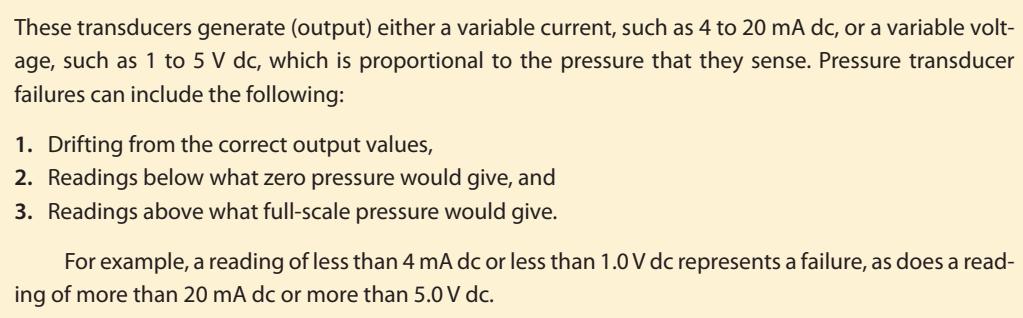 These transducers generate (output) either a variable current, such as 4 to 20 mA dc, or a variable volt-
age, such as 1 to 5 V dc, which is proportional to the pressure that they sense. Pressure transducer
failures can include the following:
1. Drifting from the correct output values,
2. Readings below what zero pressure would give, and
3. Readings above what full-scale pressure would give.
For example, a reading of less than 4 mA dc or less than 1.0 V dc represents a failure, as does a read-
ing of more than 20 mA dc or more than 5.0 V dc.